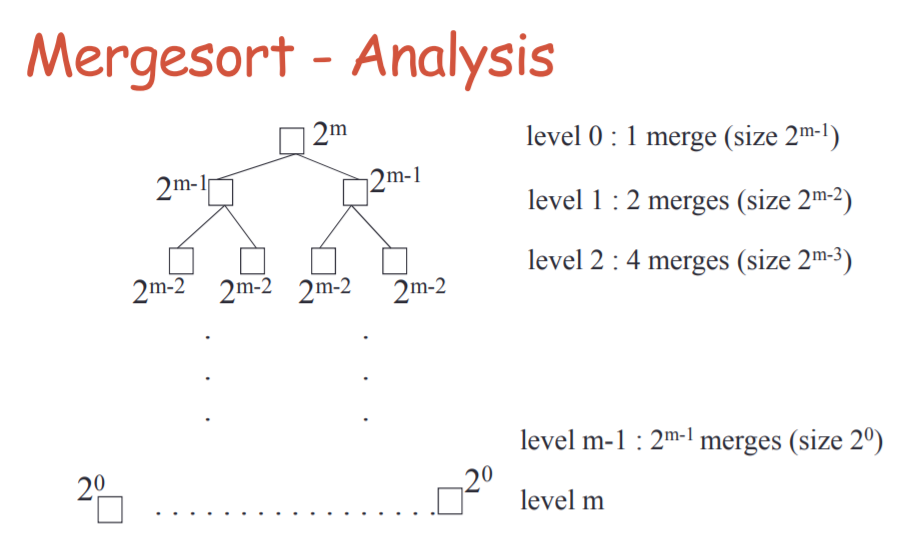 Mergesort - Analysis
2ᵐ
level 0 : 1 merge (size 2ᵐ⁻¹)
2ᵐ⁻¹ 2ᵐ⁻¹
level 1 : 2 merges (size 2ᵐ⁻²)
level 2 : 4 merges (size 2ᵐ⁻³)
2ᵐ⁻² 2ᵐ⁻² 2ᵐ⁻² 2ᵐ⁻²
level m-1 : 2ᵐ⁻¹ merges (size 2⁰)
2⁰ 2⁰
level m